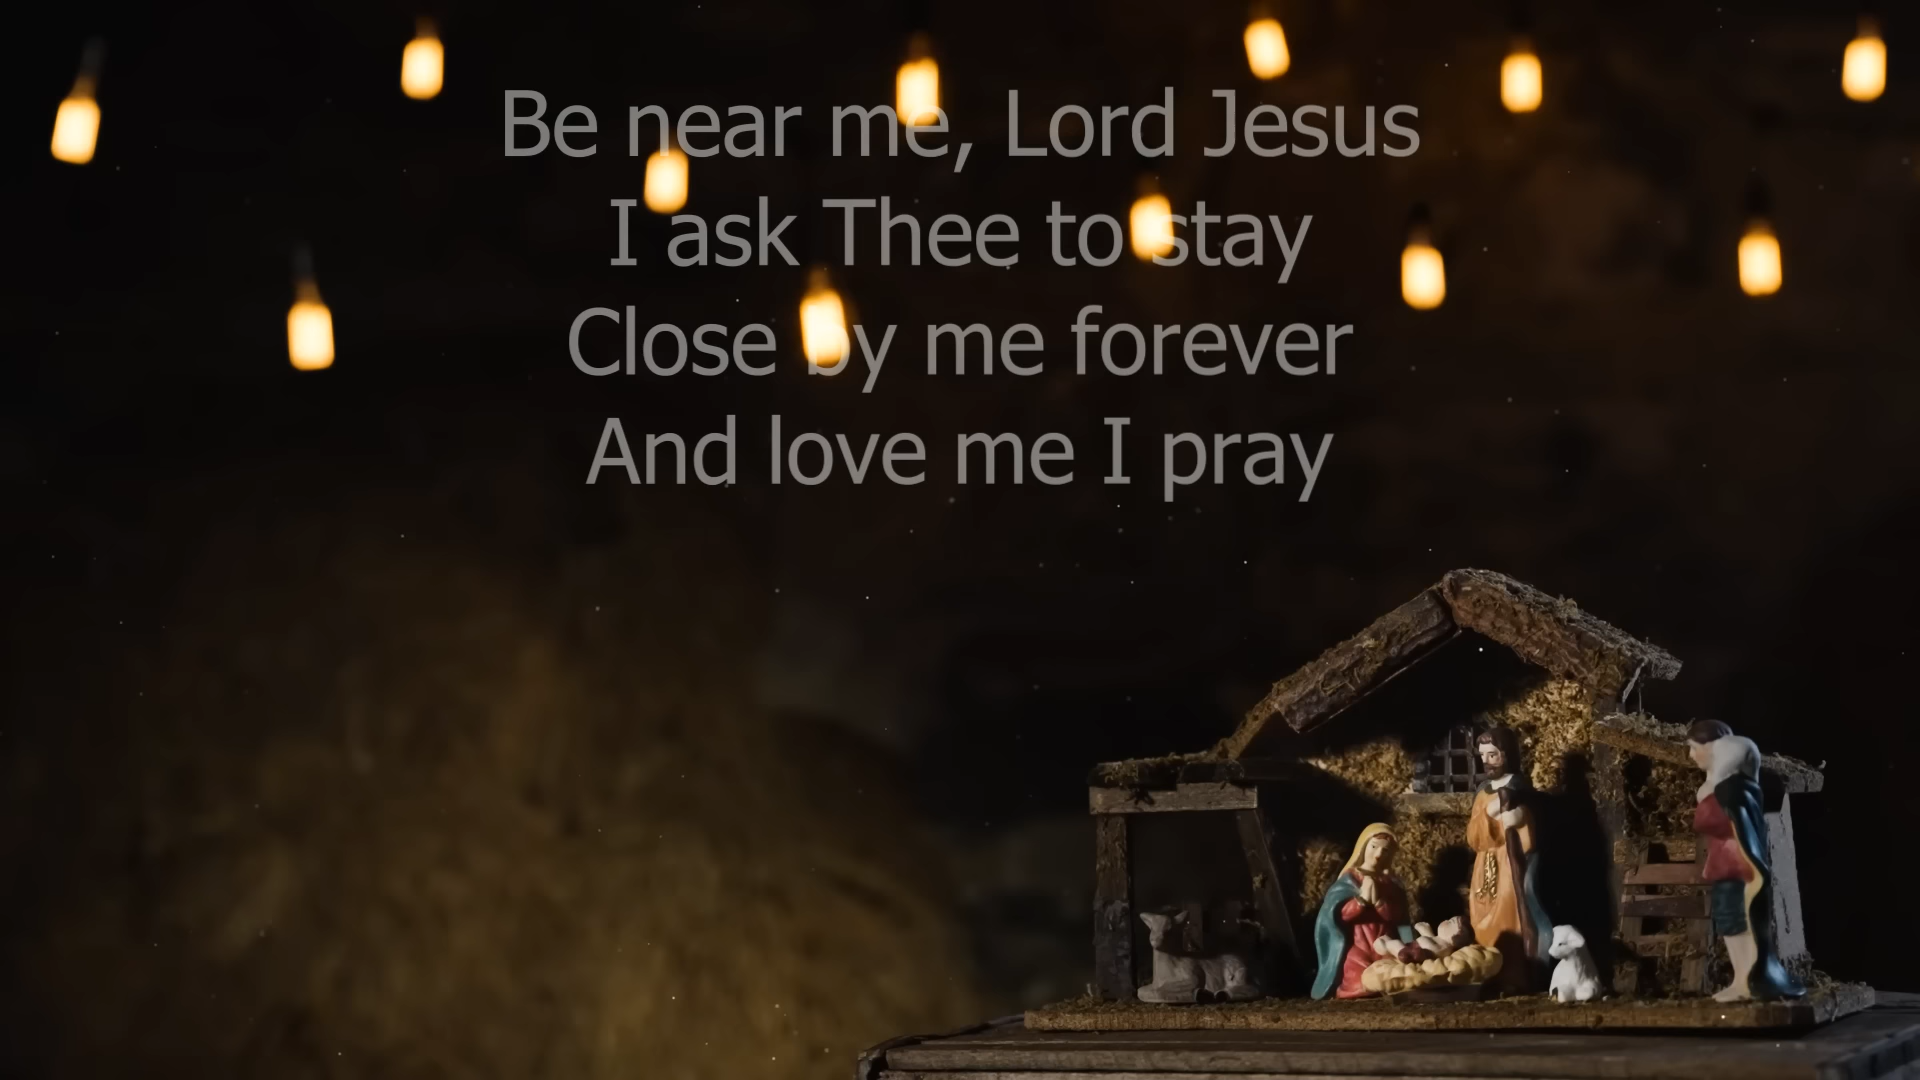 Be near me, Lord Jesus
I ask Thee to stay
Close by me forever
And love me I pray